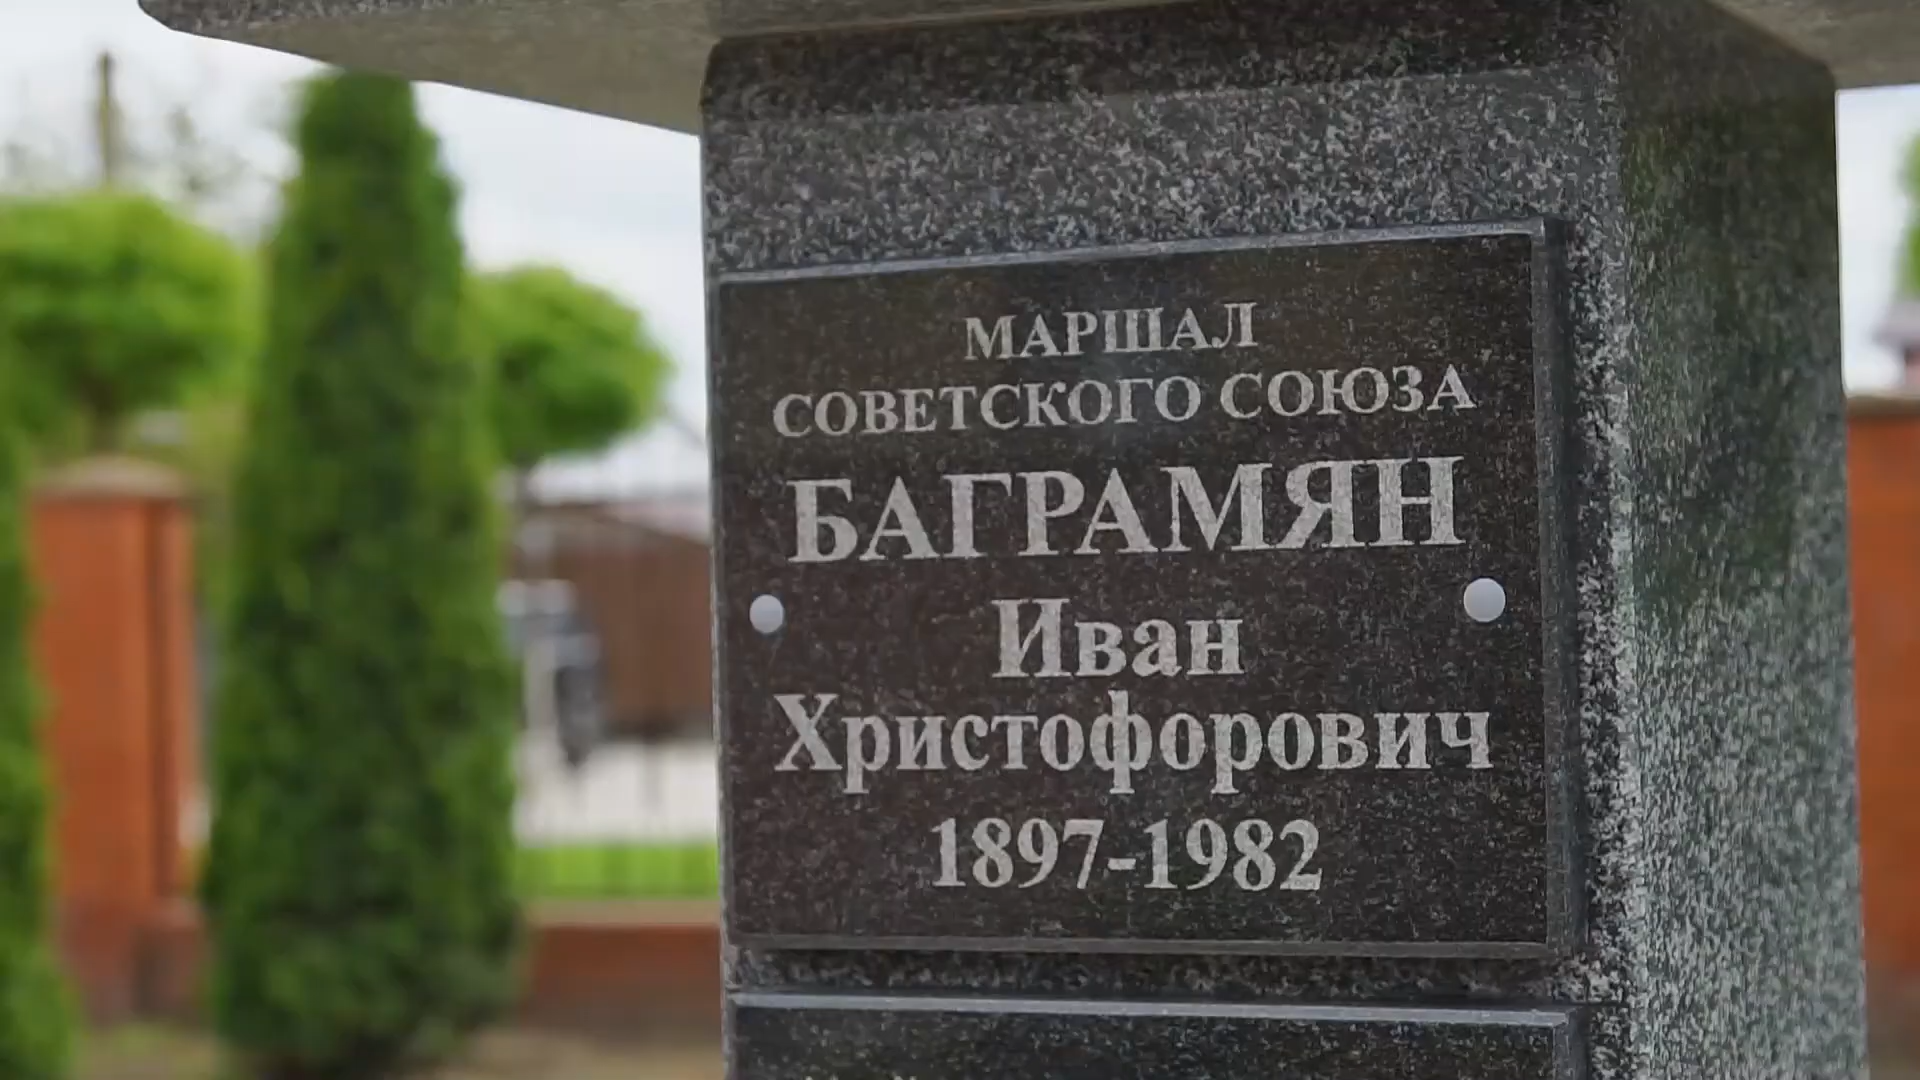 МАРШАЛ
СОВЕТСКОГО СОЮЗА
БАГРАМЯН
Иван
Христофорович
1897-1982